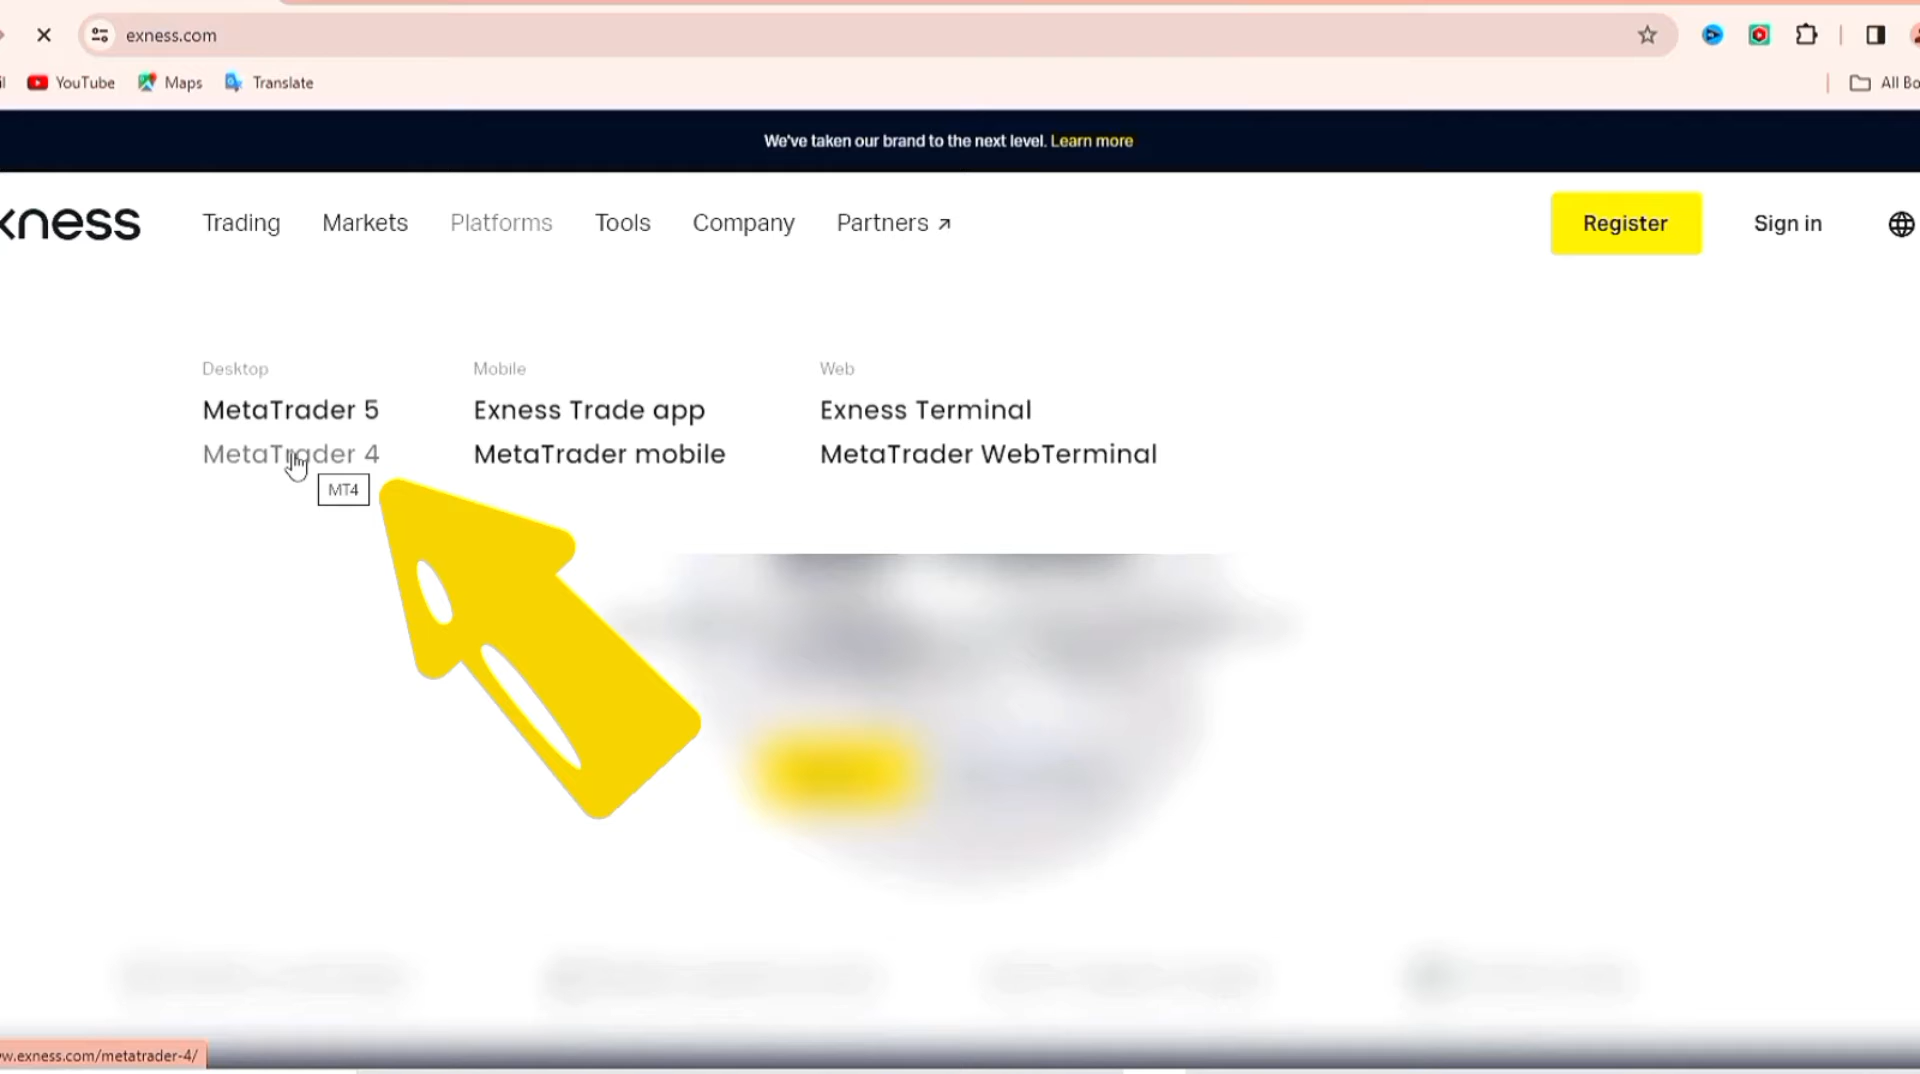 exness.com
YouTube Maps Translate
All Bo
We've taken our brand to the next level. Learn more
xness Trading Markets Platforms Tools Company Partners ↗ Register Sign in
Desktop Mobile Web
MetaTrader 5 Exness Trade app Exness Terminal
MetaTrader 4 MetaTrader mobile MetaTrader WebTerminal
MT4
w.exness.com/metatrader-4/